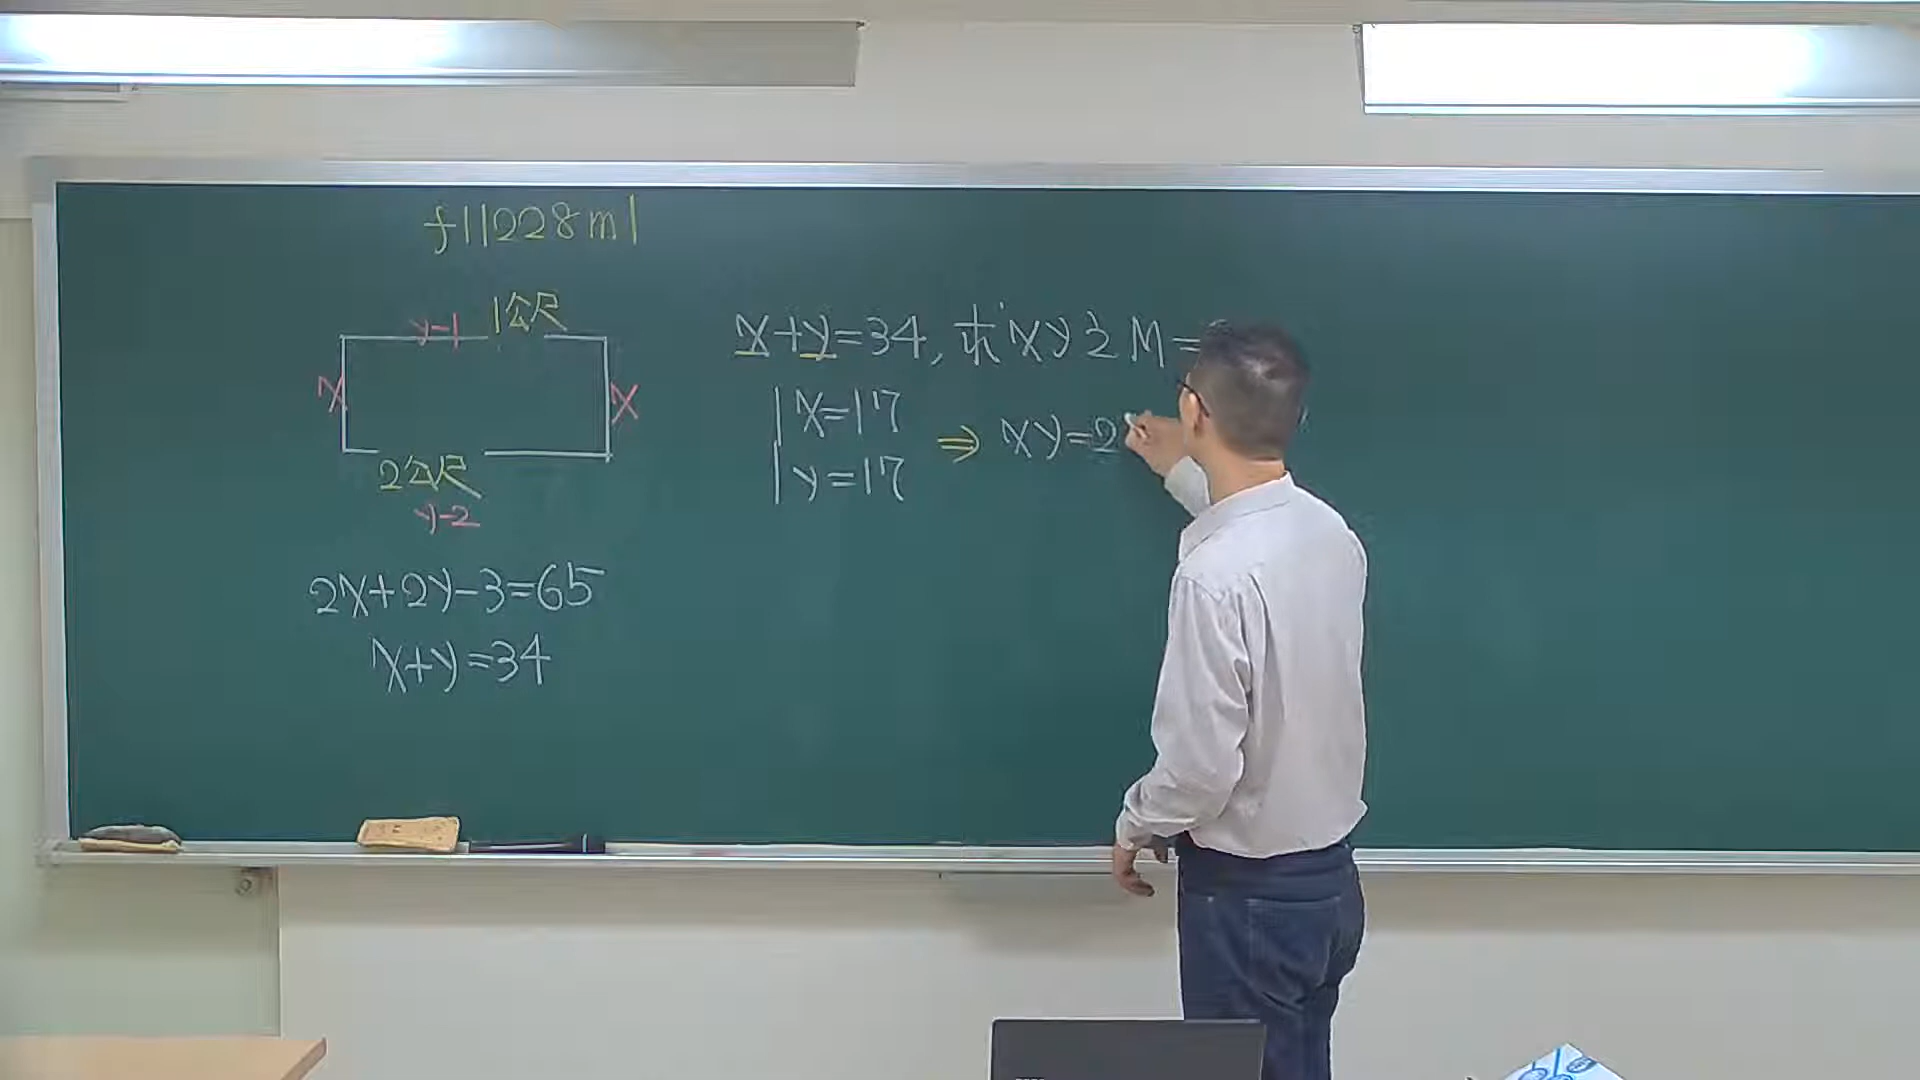 f11228m1
1公尺
y-1
x
x
2公尺
y-2
2x+2y-3=65
x+y=34
x+y=34, 求xy之M=
x=17
y=17
⇒ xy=2